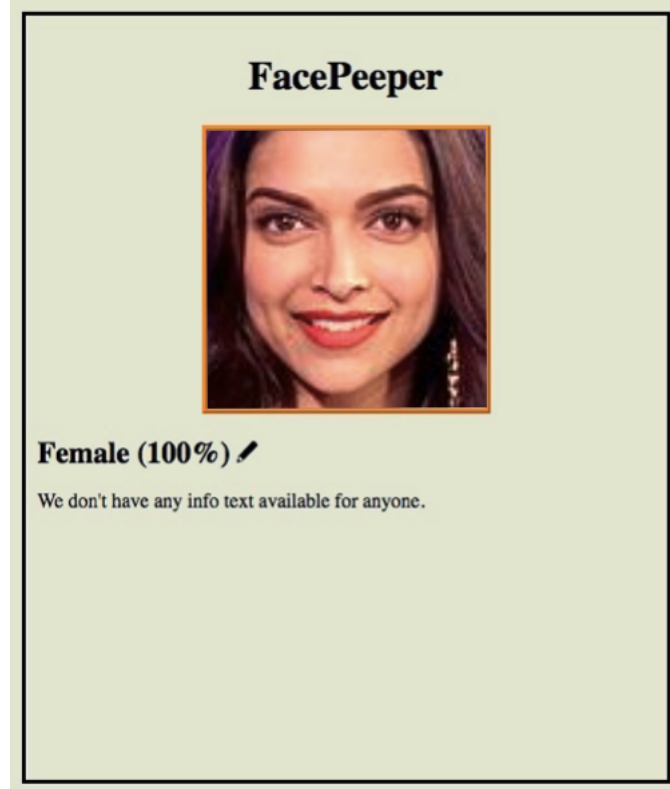 FacePeeper
Female (100%)
We don't have any info text available for anyone.